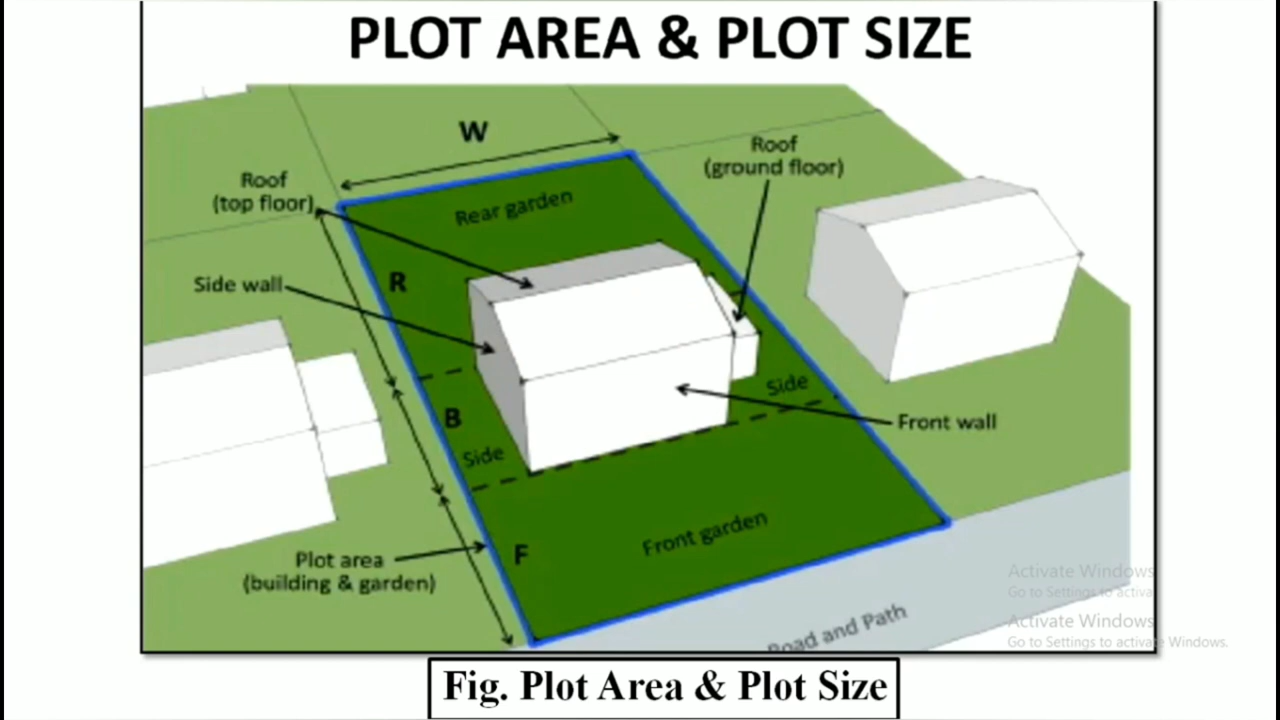 PLOT AREA & PLOT SIZE
W
Roof
(ground floor)
Roof
(top floor)
Rear garden
R
Side wall
Side
B
Front wall
Side
Front garden
F
Plot area
(building & garden)
Road and Path
Activate Windows
Go to Settings to activa
Activate Windows
Go to Settings to activate Windows.
Fig. Plot Area & Plot Size